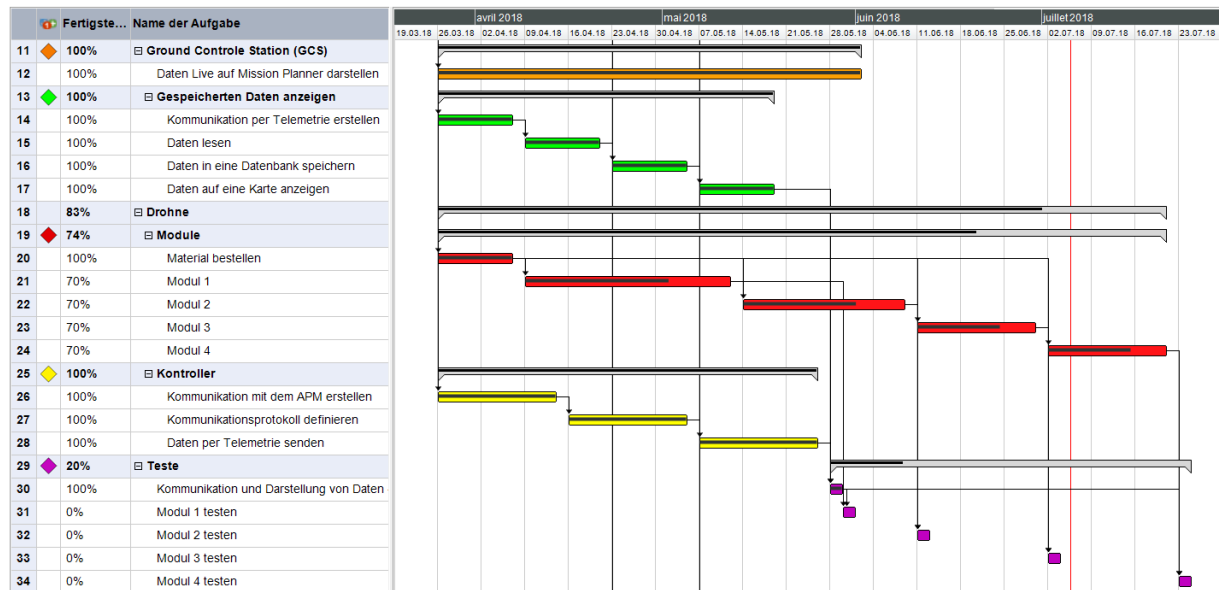 Fertigste... Name der Aufgabe
avril 2018 mai 2018 juin 2018 juillet 2018
19.03.18 26.03.18 02.04.18 09.04.18 16.04.18 23.04.18 30.04.18 07.05.18 14.05.18 21.05.18 28.05.18 04.06.18 11.06.18 18.06.18 25.06.18 02.07.18 09.07.18 16.07.18 23.07.18
11 100% Ground Controle Station (GCS)
12 100% Daten Live auf Mission Planner darstellen
13 100% Gespeicherten Daten anzeigen
14 100% Kommunikation per Telemetrie erstellen
15 100% Daten lesen
16 100% Daten in eine Datenbank speichern
17 100% Daten auf eine Karte anzeigen
18 83% Drohne
19 74% Module
20 100% Material bestellen
21 70% Modul 1
22 70% Modul 2
23 70% Modul 3
24 70% Modul 4
25 100% Kontroller
26 100% Kommunikation mit dem APM erstellen
27 100% Kommunikationsprotokoll definieren
28 100% Daten per Telemetrie senden
29 20% Teste
30 100% Kommunikation und Darstellung von Daten
31 0% Modul 1 testen
32 0% Modul 2 testen
33 0% Modul 3 testen
34 0% Modul 4 testen